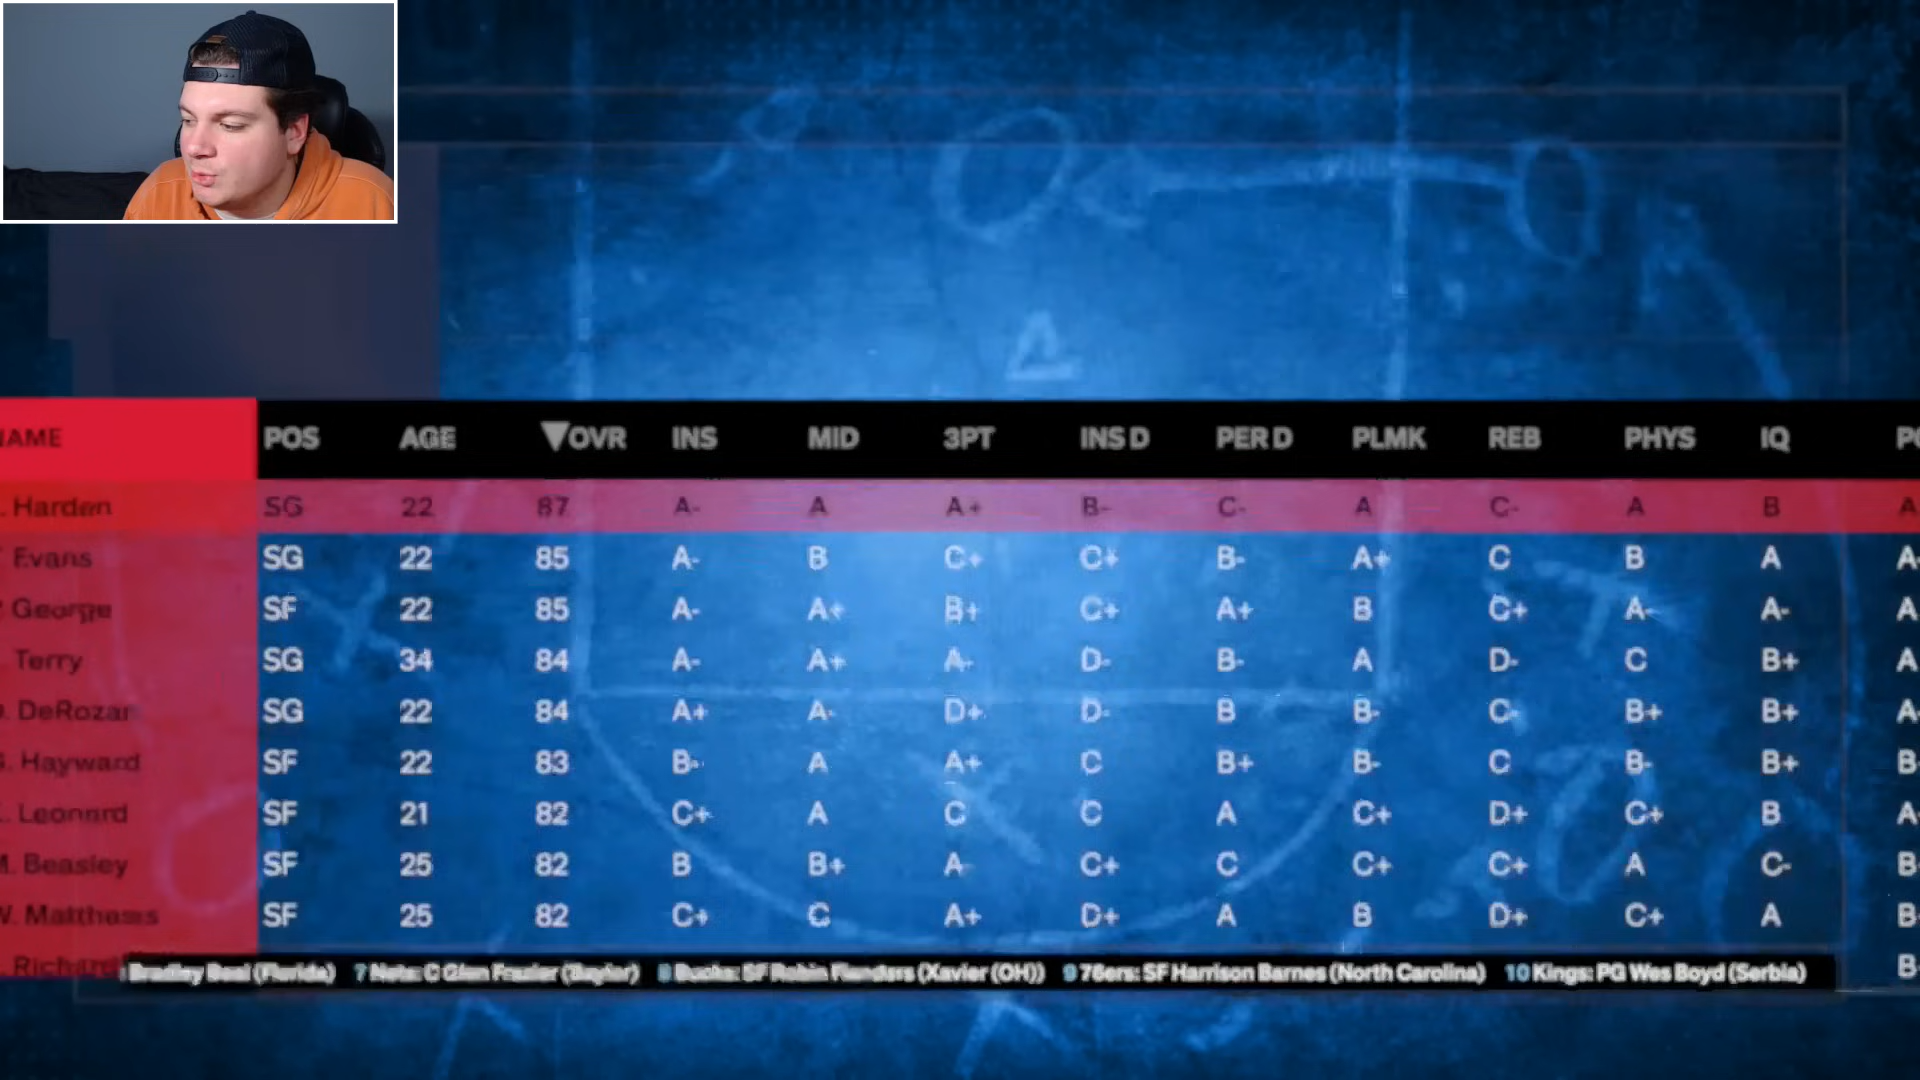 NAME POS AGE ▼OVR INS MID 3PT INS D PER D PLMK REB PHYS IQ
. Harden SG 22 87 A- A A+ B- C- A C- A B A
Evans SG 22 85 A- B C+ C+ B- A+ C B A A-
George SF 22 85 A- A+ B+ C+ A+ B C+ A- A- A
Terry SG 34 84 A- A+ A- D- B- A D- C B+ A
. DeRozan SG 22 84 A+ A- D+ D- B B- C- B+ B+ A-
. Hayward SF 22 83 B- A A+ C B+ B- C B- B+ B-
. Leonard SF 21 82 C+ A C C A C+ D+ C+ B A-
M. Beasley SF 25 82 B B+ A- C+ C C+ C+ A C- B
W. Matthews SF 25 82 C+ C A+ D+ A B D+ C+ A B
B
Bradley Beal (Florida) 7 Nets: C Glen Frazier (Baylor) 8 Bucks: SF Robin Flanders (Xavier (OH)) 9 76ers: SF Harrison Barnes (North Carolina) 10 Kings: PG Wes Boyd (Serbia)